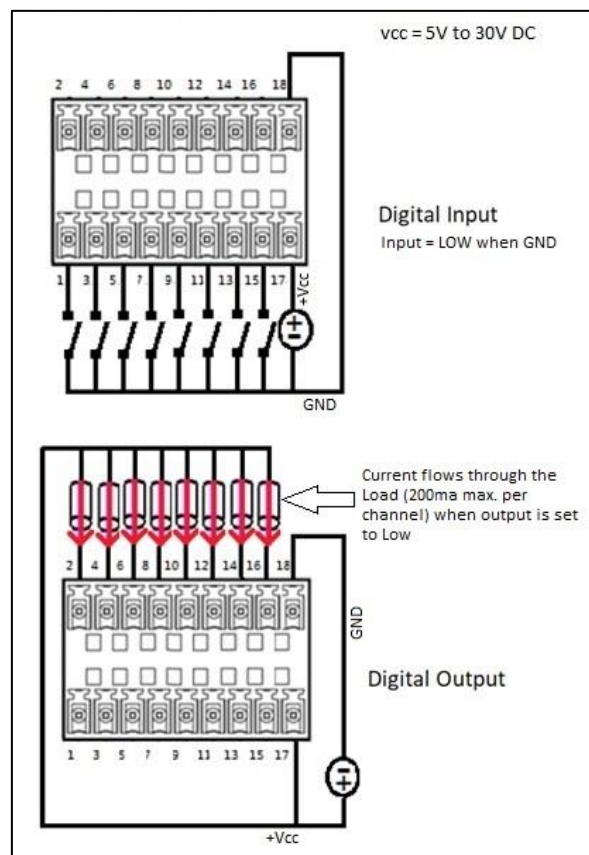 vcc = 5V to 30V DC
2 4 6 8 10 12 14 16 18
Digital Input
Input = LOW when GND
1 3 5 7 9 11 13 15 17
+Vcc
GND
Current flows through the
Load (200ma max. per
channel) when output is set
to Low
2 4 6 8 10 12 14 16 18
GND
Digital Output
1 3 5 7 9 11 13 15 17
+Vcc